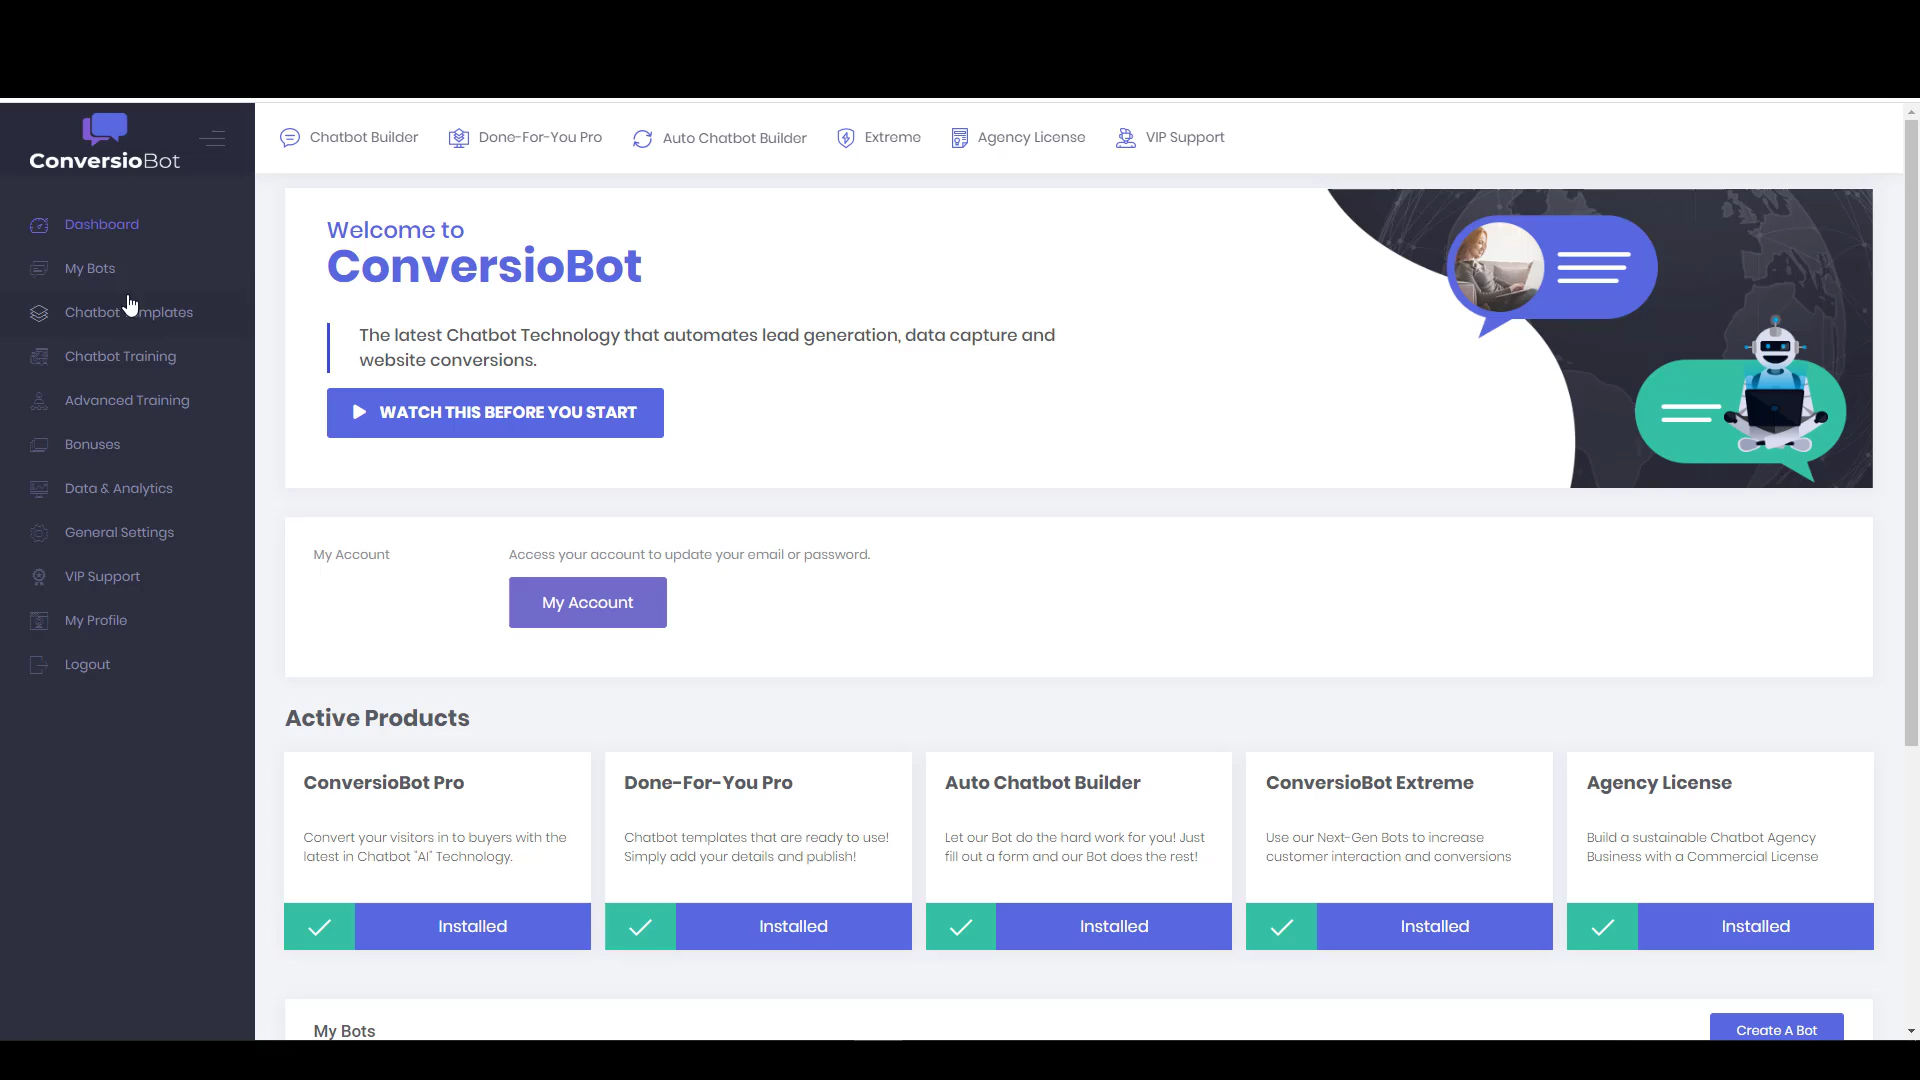 ConversioBot
Chatbot Builder
Done-For-You Pro
Auto Chatbot Builder
Extreme
Agency License
VIP Support
Dashboard
My Bots
Chatbot Templates
Chatbot Training
Advanced Training
Bonuses
Data & Analytics
General Settings
VIP Support
My Profile
Logout
Welcome to
ConversioBot
The latest Chatbot Technology that automates lead generation, data capture and
website conversions.
WATCH THIS BEFORE YOU START
My Account
Access your account to update your email or password.
My Account
Active Products
ConversioBot Pro
Convert your visitors in to buyers with the
latest in Chatbot "AI" Technology.
Installed
Done-For-You Pro
Chatbot templates that are ready to use!
Simply add your details and publish!
Installed
Auto Chatbot Builder
Let our Bot do the hard work for you! Just
fill out a form and our Bot does the rest!
Installed
ConversioBot Extreme
Use our Next-Gen Bots to increase
customer interaction and conversions
Installed
Agency License
Build a sustainable Chatbot Agency
Business with a Commercial License
Installed
My Bots
Create A Bot